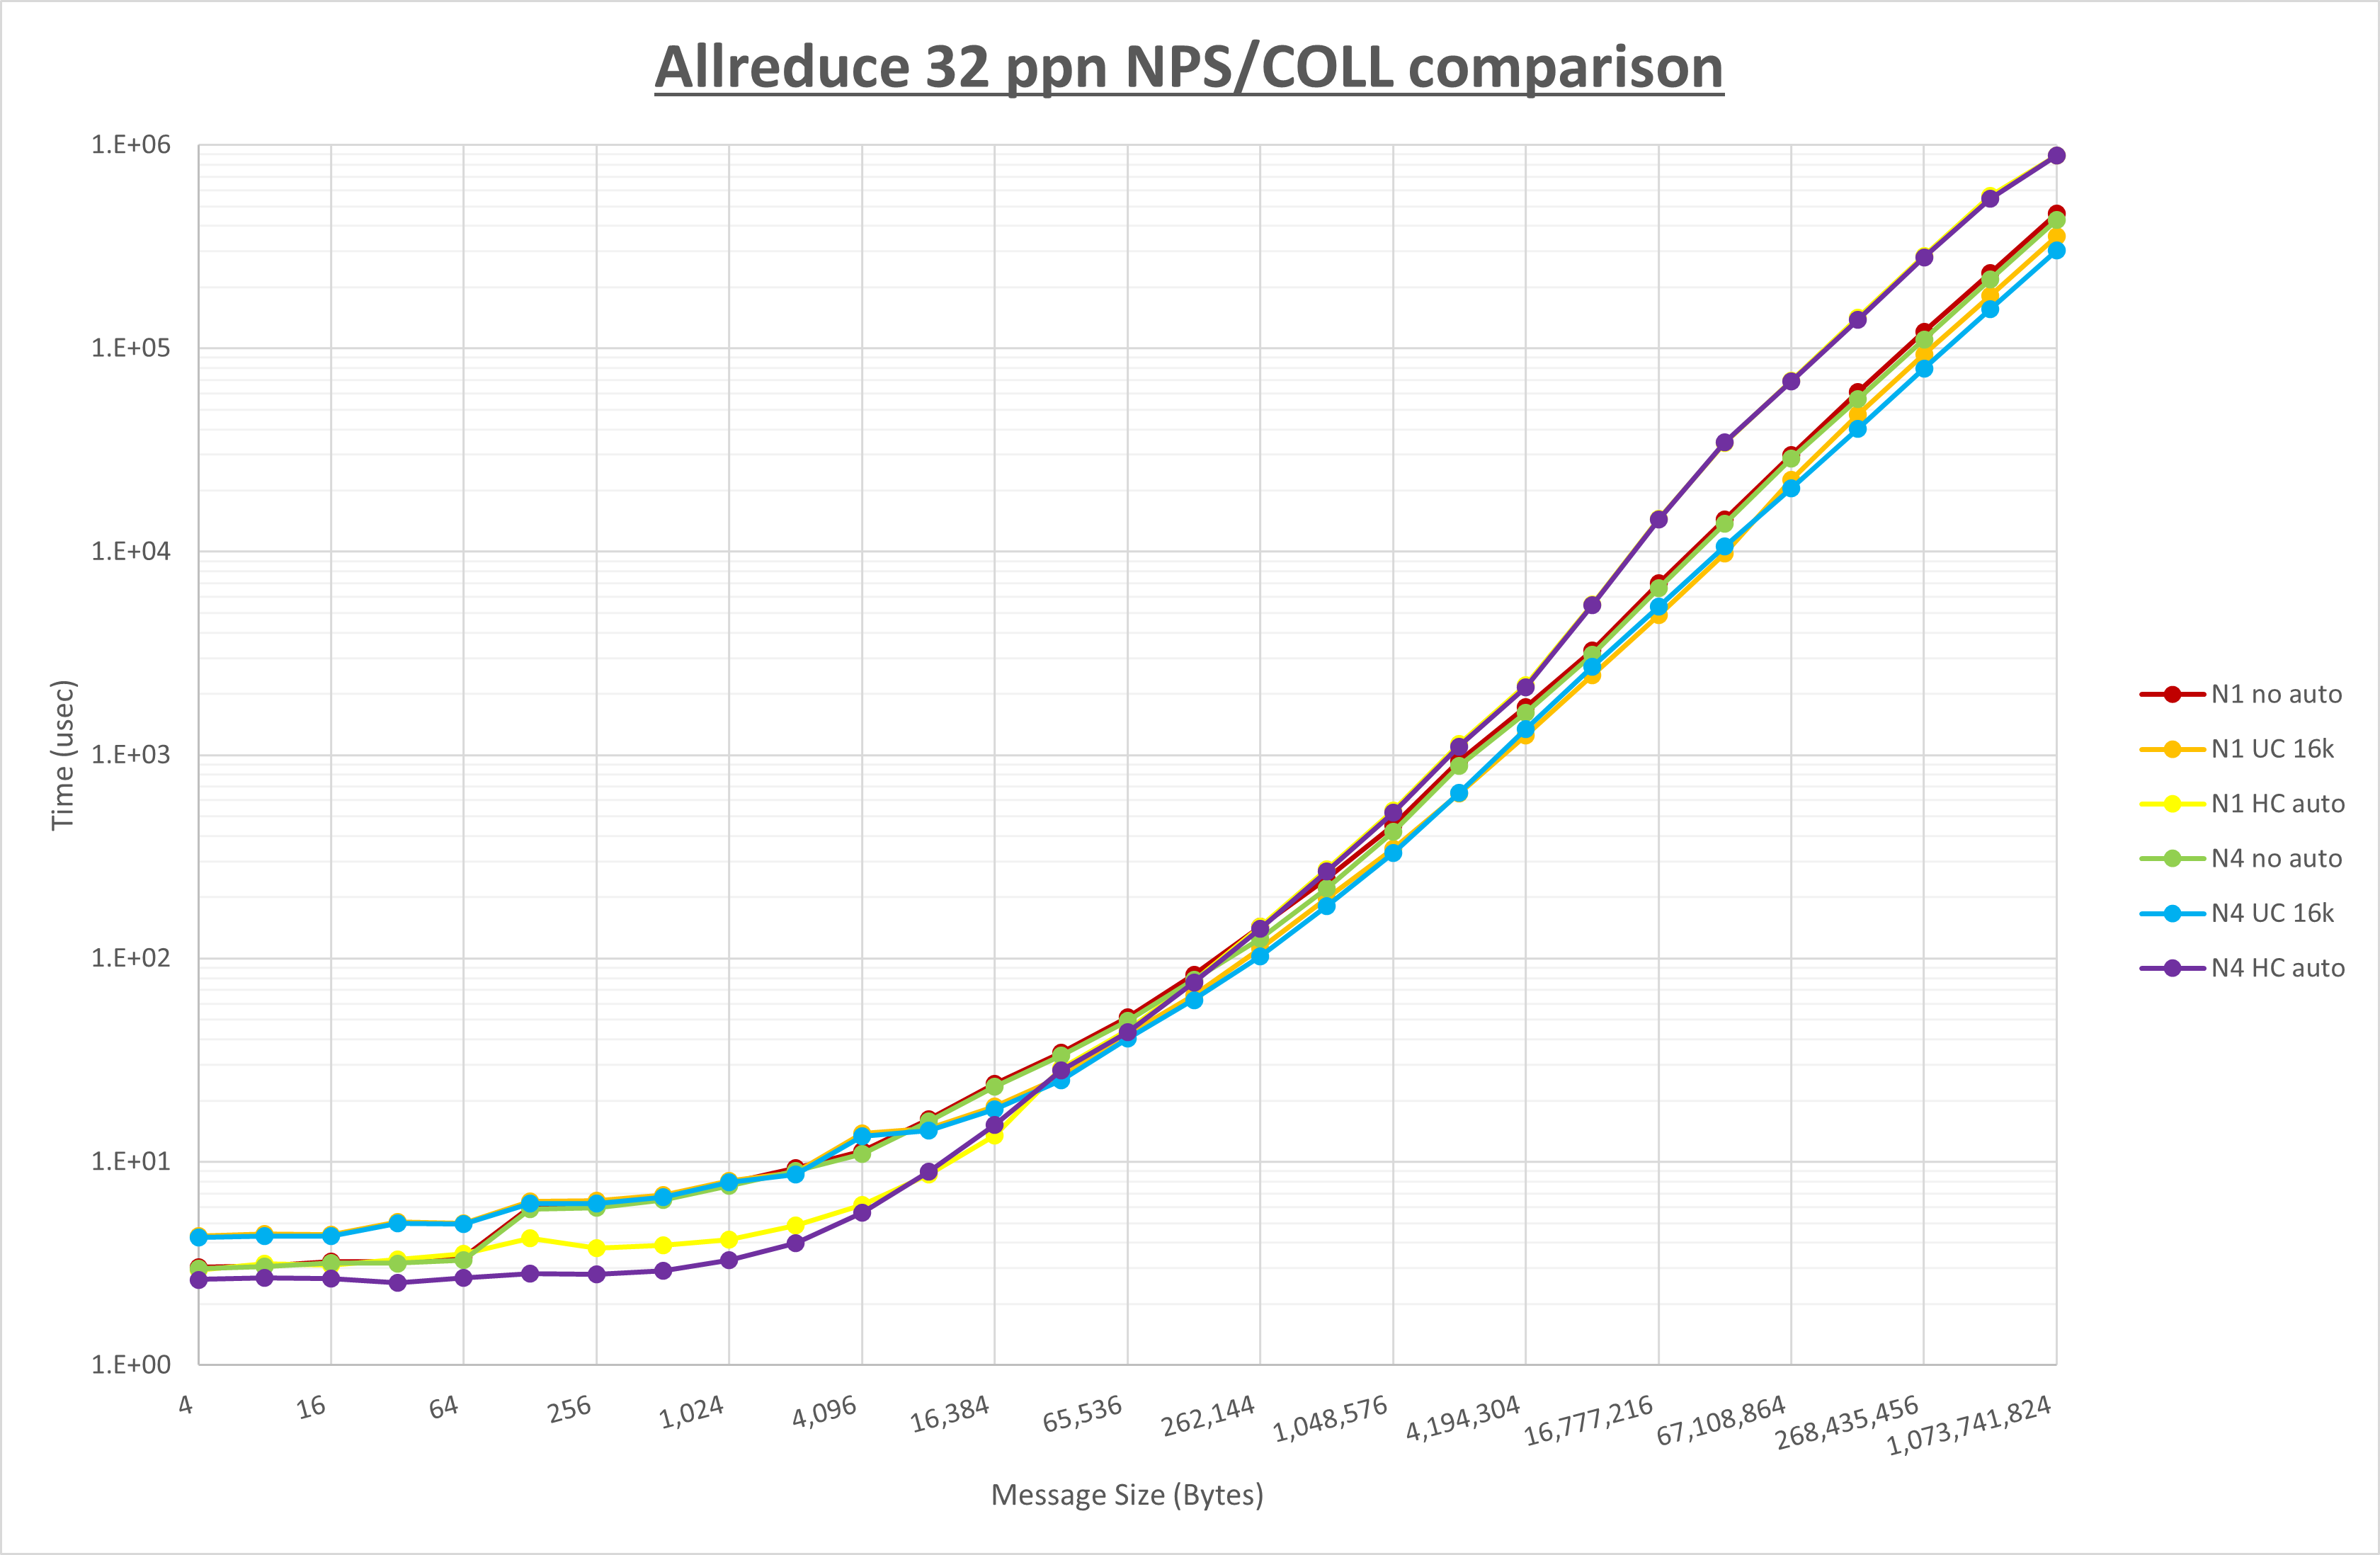 Allreduce 32 ppn NPS/COLL comparison
1.E+06
1.E+05
1.E+04
1.E+03
1.E+02
1.E+01
1.E+00
Time (usec)
4
16
64
256
1,024
4,096
16,384
65,536
262,144
1,048,576
4,194,304
16,777,216
67,108,864
268,435,456
1,073,741,824
Message Size (Bytes)
N1 no auto
N1 UC 16k
N1 HC auto
N4 no auto
N4 UC 16k
N4 HC auto